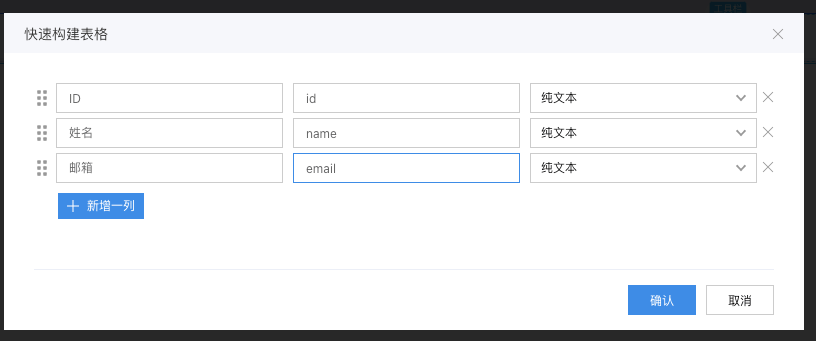 快速构建表格
ID id 纯文本
姓名 name 纯文本
邮箱 email 纯文本
新增一列
确认 取消